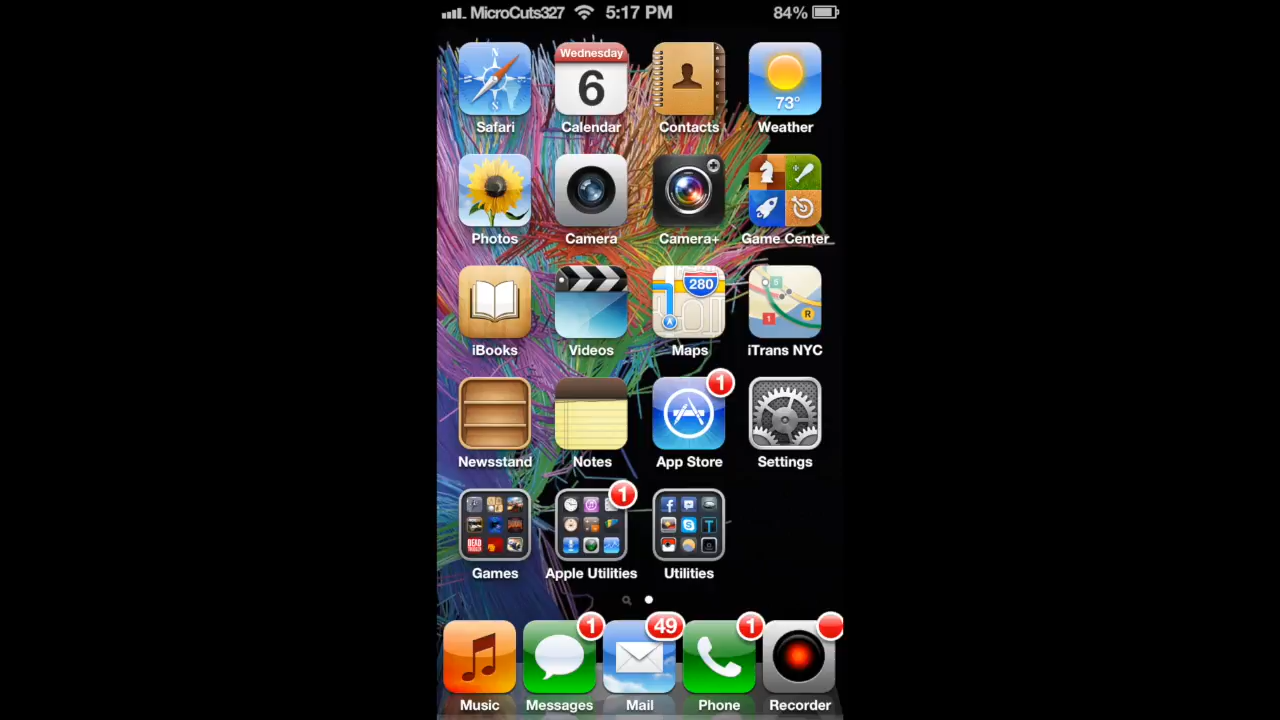 MicroCuts327 5:17 PM 84%
Wednesday
6
73°
Safari Calendar Contacts Weather
Photos Camera Camera+ Game Center
280
iBooks Videos Maps iTrans NYC
1
Newsstand Notes App Store Settings
1
Games Apple Utilities Utilities
1 49 1
Music Messages Mail Phone Recorder